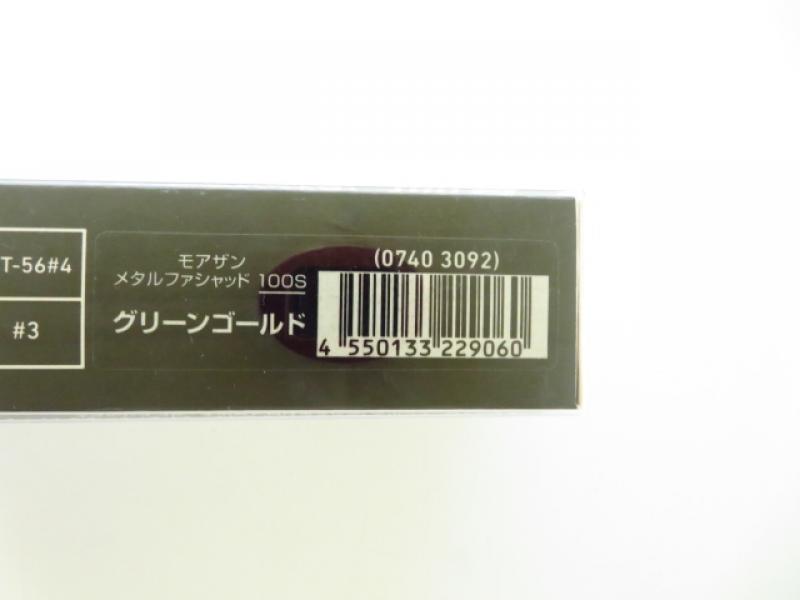 T-56#4
#3
モアザン
メタルファシャッド 100S
グリーンゴールド
(0740 3092)
4 550133 229060